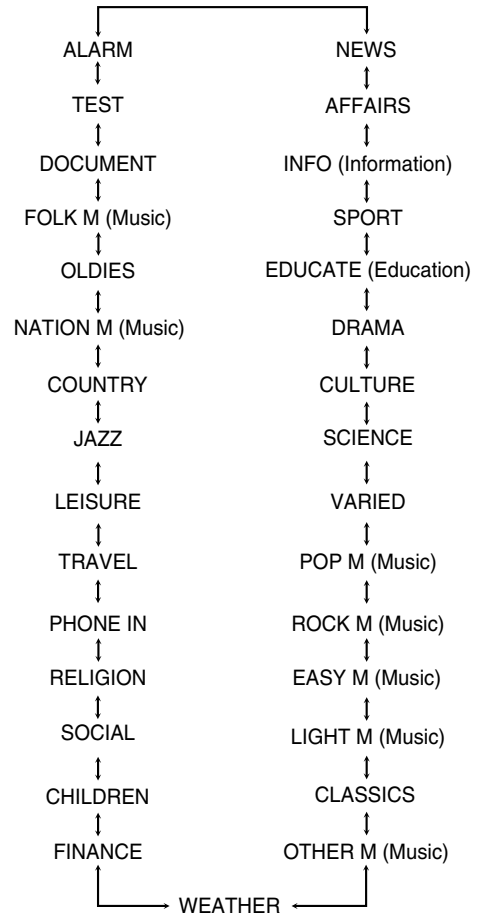 ALARM
TEST
DOCUMENT
FOLK M (Music)
OLDIES
NATION M (Music)
COUNTRY
JAZZ
LEISURE
TRAVEL
PHONE IN
RELIGION
SOCIAL
CHILDREN
FINANCE
NEWS
AFFAIRS
INFO (Information)
SPORT
EDUCATE (Education)
DRAMA
CULTURE
SCIENCE
VARIED
POP M (Music)
ROCK M (Music)
EASY M (Music)
LIGHT M (Music)
CLASSICS
OTHER M (Music)
WEATHER